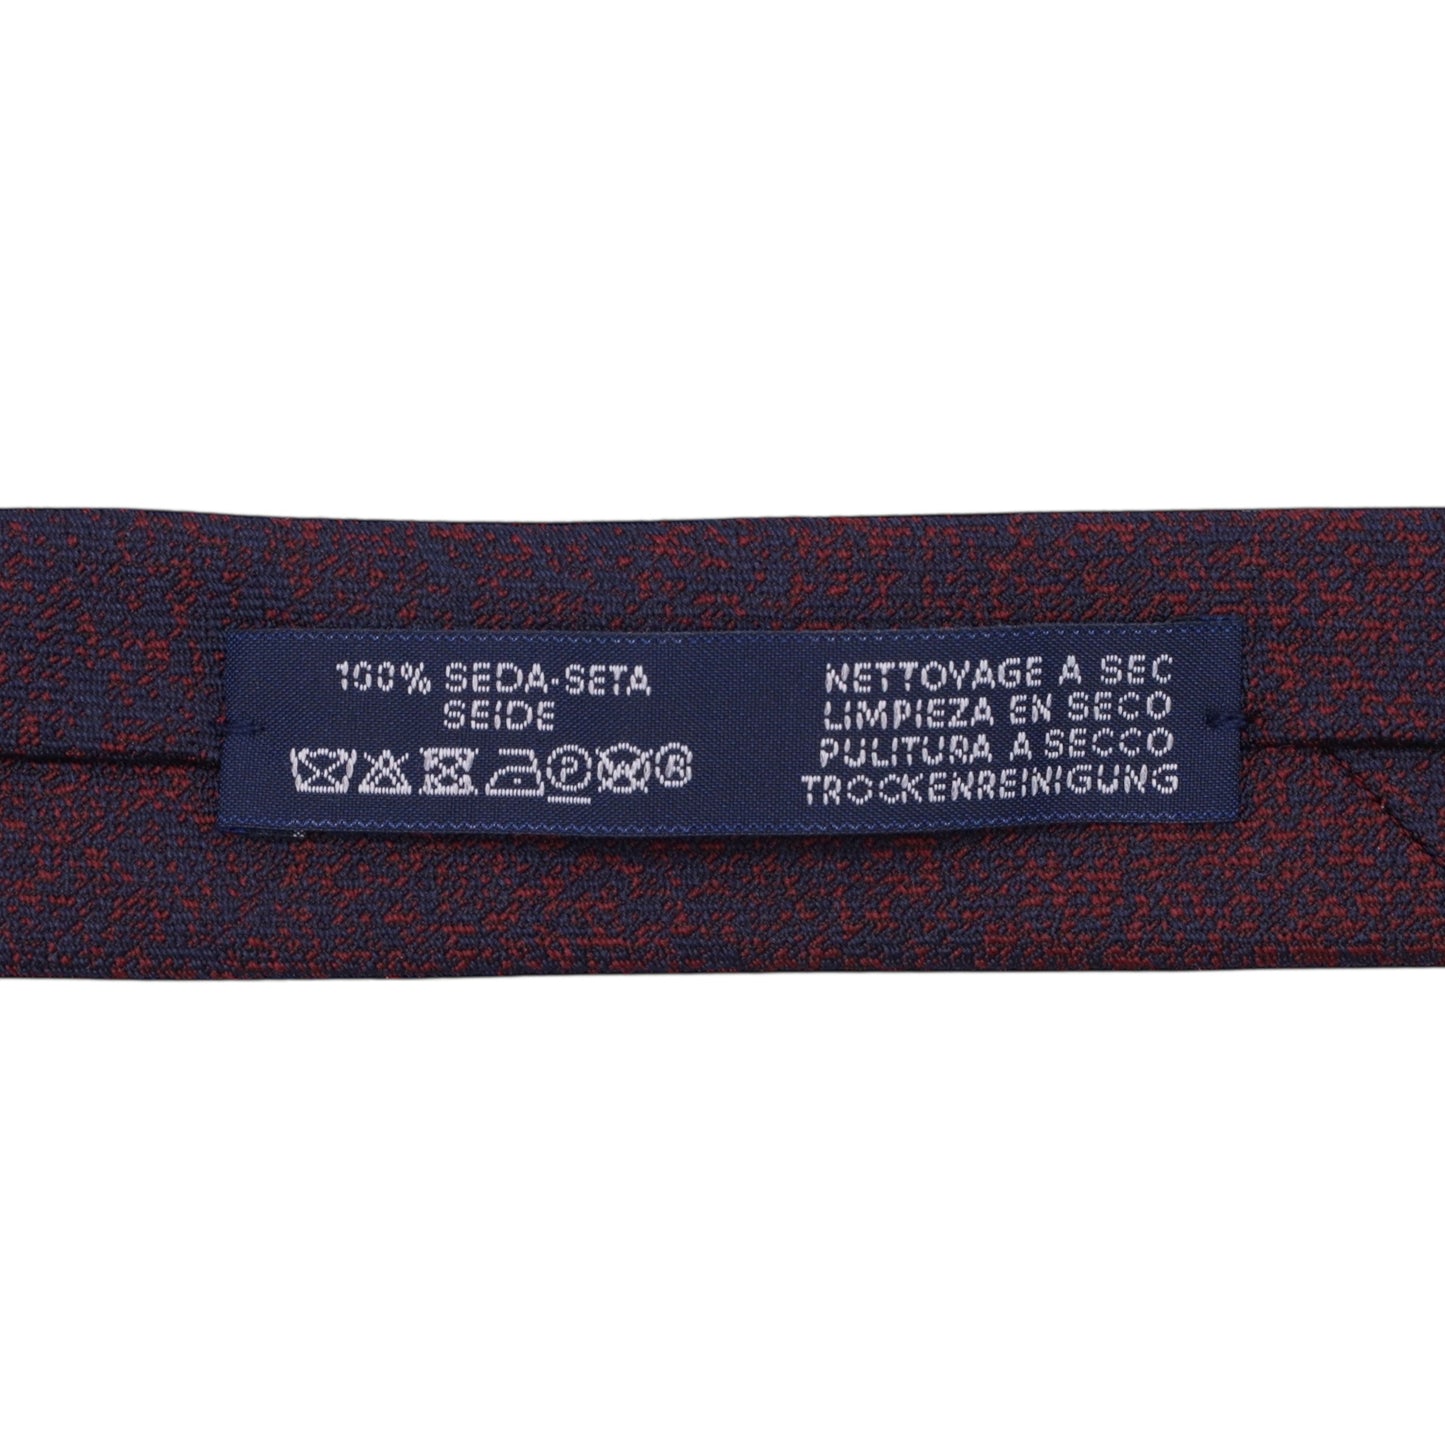 100% SEDA-SETA
SEIDE
P W R
NETTOYAGE A SEC
LIMPIEZA EN SECO
PULITURA A SECCO
TROCKENREINIGUNG